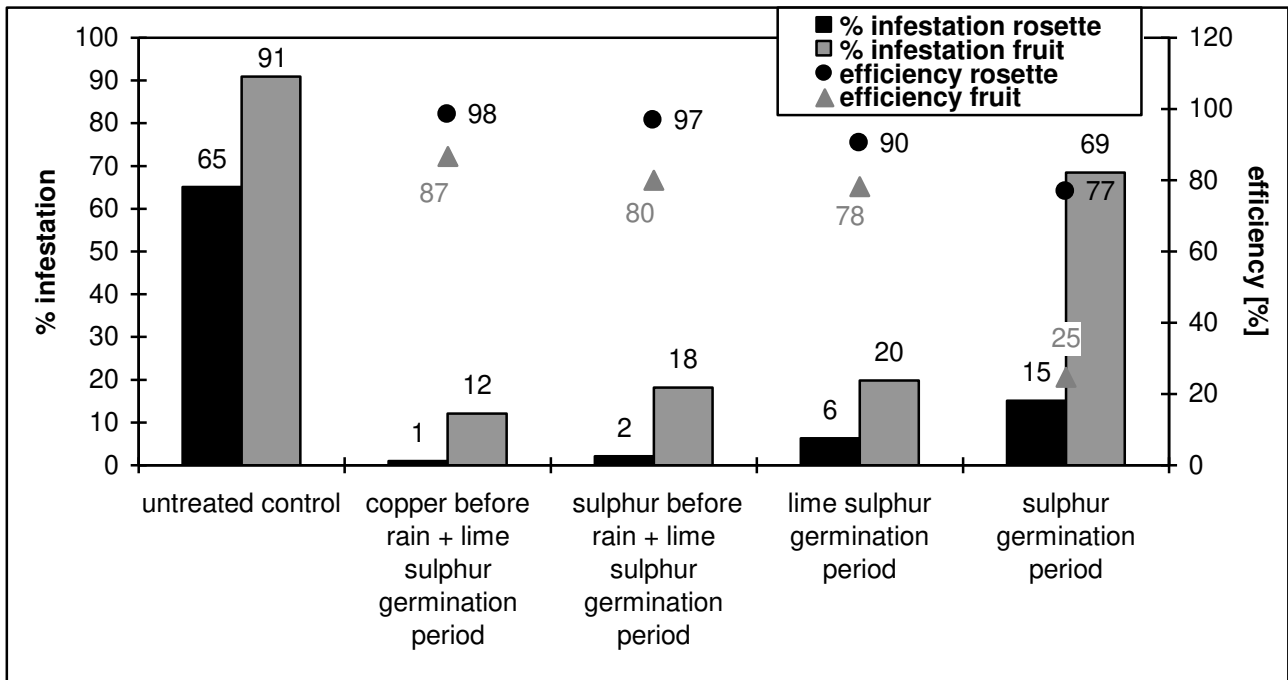 % infestation rosette
% infestation fruit
efficiency rosette
efficiency fruit
% infestation
100
90
80
70
60
50
40
30
20
10
0
efficiency [%]
120
100
80
60
40
20
0
65
91
98
87
1
12
97
80
2
18
90
78
6
20
69
77
25
15
untreated control
copper before
rain + lime
sulphur
germination
period
sulphur before
rain + lime
sulphur
germination
period
lime sulphur
germination
period
sulphur
germination
period